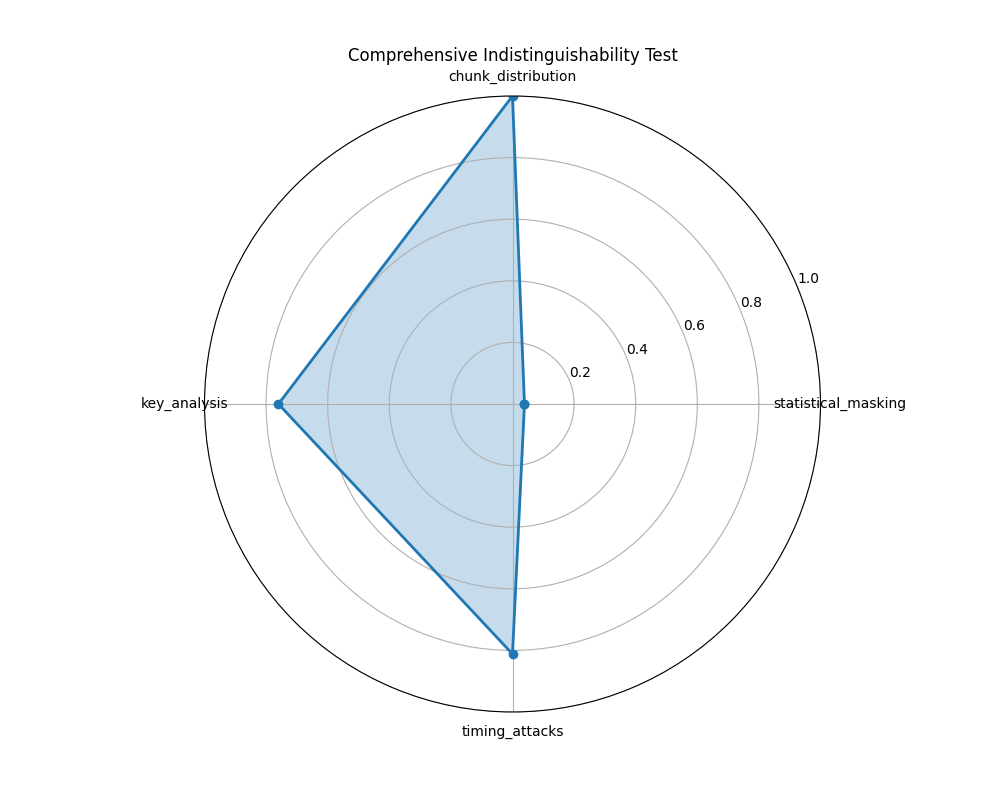 Comprehensive Indistinguishability Test
chunk_distribution
1.0
0.8
0.6
0.4
0.2
key_analysis
statistical_masking
timing_attacks